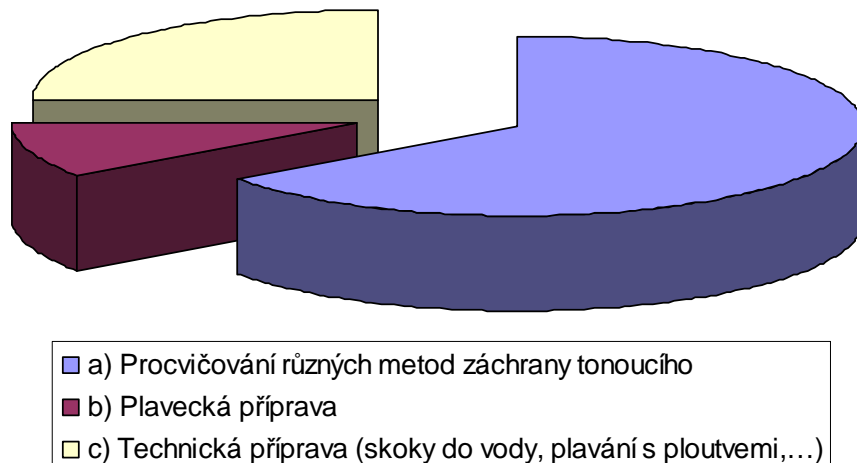 a) Procvičování různých metod záchrany tonoucího
b) Plavecká příprava
c) Technická příprava (skoky do vody, plavání s ploutvemi,…)